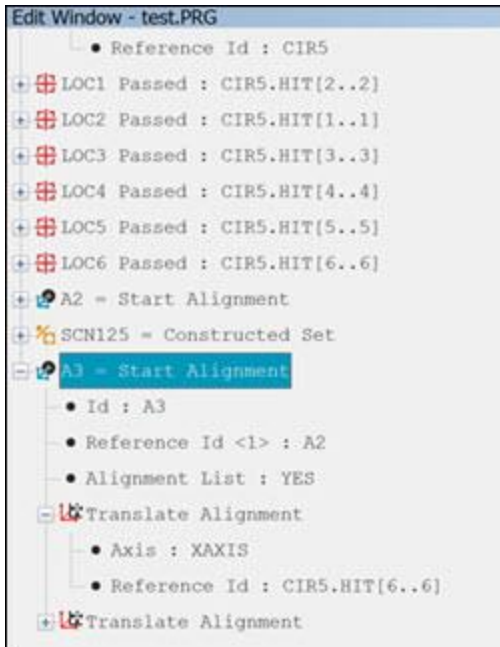 Edit Window - test.PRG
Reference Id : CIR5
LOC1 Passed : CIR5.HIT[2..2]
LOC2 Passed : CIR5.HIT[1..1]
LOC3 Passed : CIR5.HIT[3..3]
LOC4 Passed : CIR5.HIT[4..4]
LOC5 Passed : CIR5.HIT[5..5]
LOC6 Passed : CIR5.HIT[6..6]
A2 = Start Alignment
SCN125 = Constructed Set
A3 = Start Alignment
Id : A3
Reference Id <1> : A2
Alignment List : YES
Translate Alignment
Axis : XAXIS
Reference Id : CIR5.HIT[6..6]
Translate Alignment